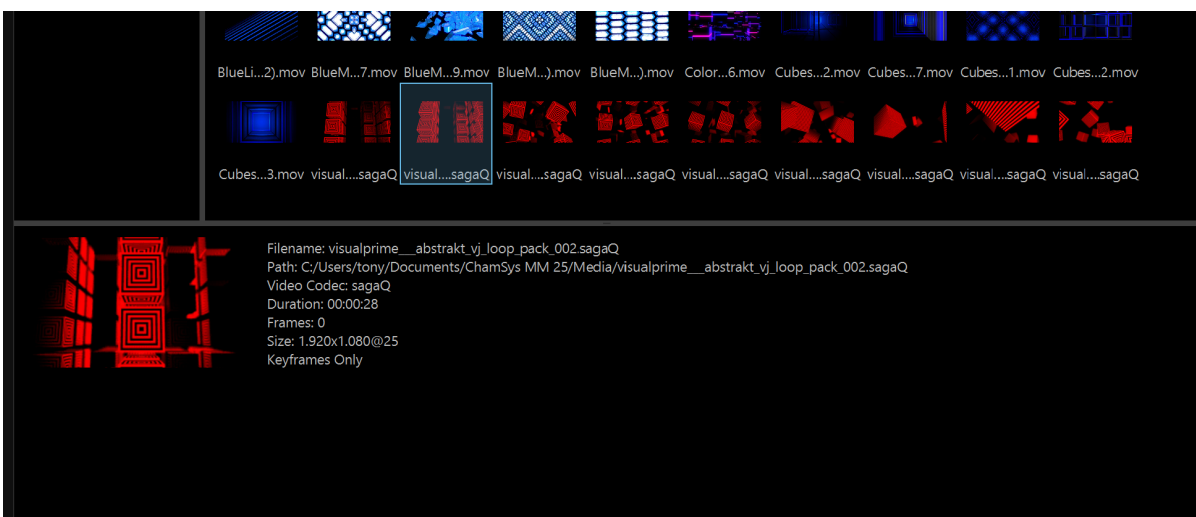 BlueLi...2).mov BlueM...7.mov BlueM...9.mov BlueM...).mov BlueM...).mov Color...6.mov Cubes...2.mov Cubes...7.mov Cubes...1.mov Cubes...2.mov
Cubes...3.mov visual....sagaQ visual....sagaQ visual....sagaQ visual....sagaQ visual....sagaQ visual....sagaQ visual....sagaQ visual....sagaQ visual....sagaQ
Filename: visualprime___abstrakt_vj_loop_pack_002.sagaQ
Path: C:/Users/tony/Documents/ChamSys MM 25/Media/visualprime___abstrakt_vj_loop_pack_002.sagaQ
Video Codec: sagaQ
Duration: 00:00:28
Frames: 0
Size: 1.920x1.080@25
Keyframes Only